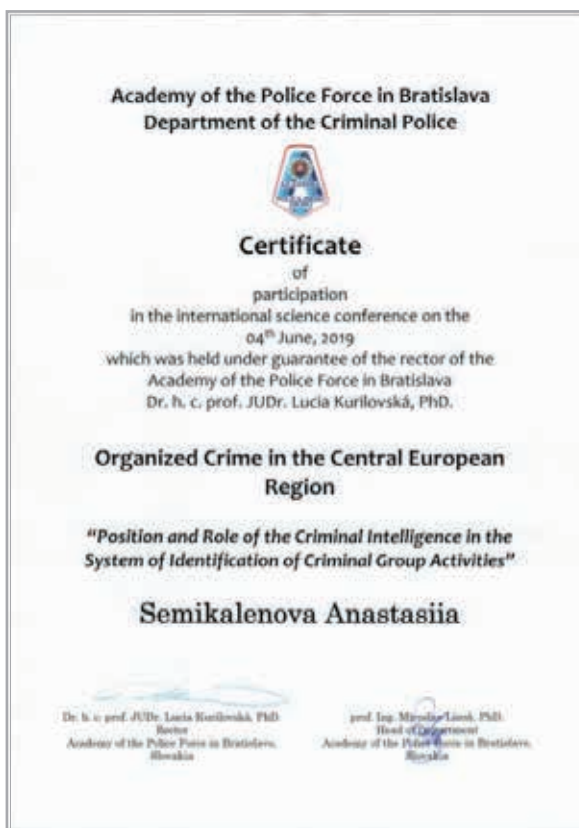 Academy of the Police Force in Bratislava
Department of the Criminal Police
Certificate
of
participation
in the international science conference on the
04th June, 2019
which was held under guarantee of the rector of the
Academy of the Police Force in Bratislava
Dr. h. c. prof. JUDr. Lucia Kurilovská, PhD.
Organized Crime in the Central European
Region
“Position and Role of the Criminal Intelligence in the
System of Identification of Criminal Group Activities”
Semikalenova Anastasiia
Dr. h. c. prof. JUDr. Lucia Kurilovská, PhD.
Rector
Academy of the Police Force in Bratislava,
Slovakia
prof. Ing. Miroslav PhD.
Head of Department
Academy of the Police Force in Bratislava,
Slovakia